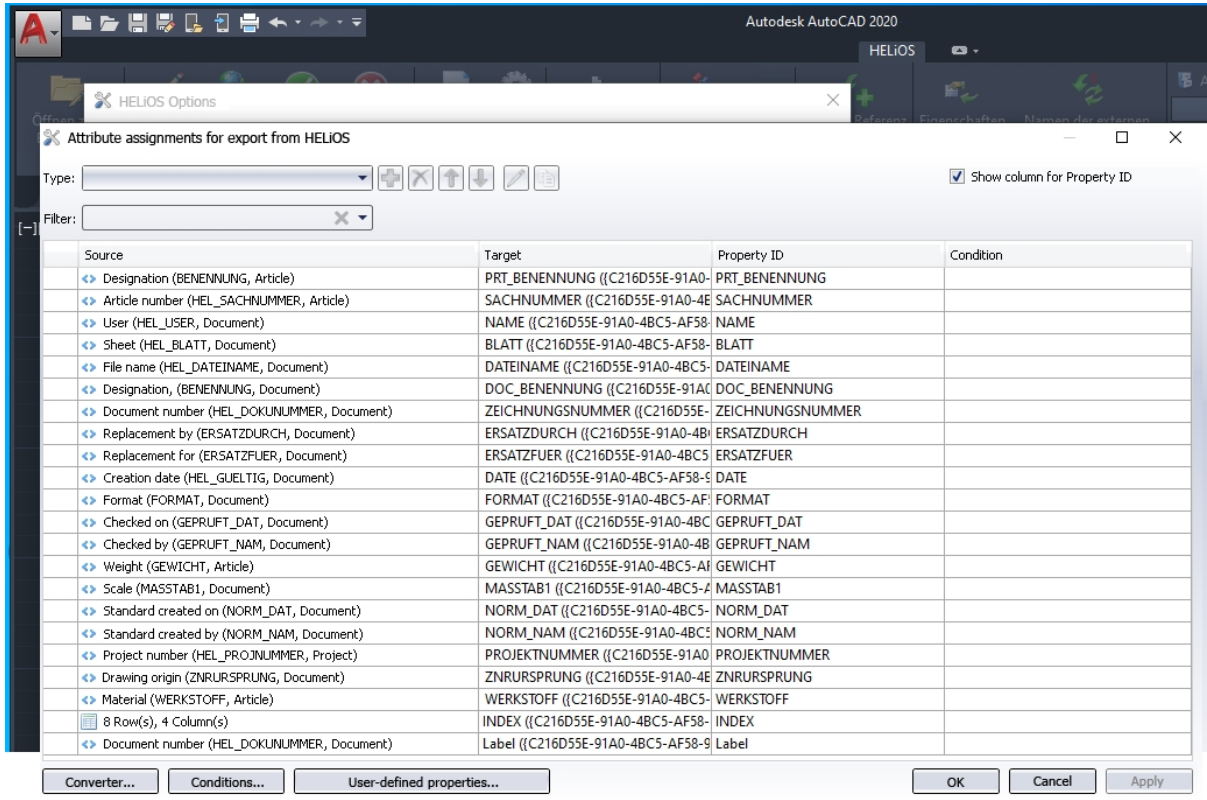 Autodesk AutoCAD 2020
HELiOS
HELiOS Options
Referenz Eigenschaften Namen der externen
Attribute assignments for export from HELiOS
Type:
Show column for Property ID
Filter:
Source Target Property ID Condition
Designation (BENENNUNG, Article) PRT_BENENNUNG ({C216D55E-91A0- PRT_BENENNUNG
Article number (HEL_SACHNUMMER, Article) SACHNUMMER ({C216D55E-91A0-4E SACHNUMMER
User (HEL_USER, Document) NAME ({C216D55E-91A0-4BC5-AF58- NAME
Sheet (HEL_BLATT, Document) BLATT ({C216D55E-91A0-4BC5-AF58- BLATT
File name (HEL_DATEINAME, Document) DATEINAME ({C216D55E-91A0-4BC5- DATEINAME
Designation, (BENENNUNG, Document) DOC_BENENNUNG ({C216D55E-91A0 DOC_BENENNUNG
Document number (HEL_DOKUNUMMER, Document) ZEICHNUNGSNUMMER ({C216D55E- ZEICHNUNGSNUMMER
Replacement by (ERSATZDURCH, Document) ERSATZDURCH ({C216D55E-91A0-4B ERSATZDURCH
Replacement for (ERSATZFUER, Document) ERSATZFUER ({C216D55E-91A0-4BC5 ERSATZFUER
Creation date (HEL_GUELTIG, Document) DATE ({C216D55E-91A0-4BC5-AF58-9 DATE
Format (FORMAT, Document) FORMAT ({C216D55E-91A0-4BC5-AF5 FORMAT
Checked on (GEPRUFT_DAT, Document) GEPRUFT_DAT ({C216D55E-91A0-4BC GEPRUFT_DAT
Checked by (GEPRUFT_NAM, Document) GEPRUFT_NAM ({C216D55E-91A0-4B GEPRUFT_NAM
Weight (GEWICHT, Article) GEWICHT ({C216D55E-91A0-4BC5-AF GEWICHT
Scale (MASSTAB1, Document) MASSTAB1 ({C216D55E-91A0-4BC5-A MASSTAB1
Standard created on (NORM_DAT, Document) NORM_DAT ({C216D55E-91A0-4BC5- NORM_DAT
Standard created by (NORM_NAM, Document) NORM_NAM ({C216D55E-91A0-4BC5 NORM_NAM
Project number (HEL_PROJNUMMER, Project) PROJEKTNUMMER ({C216D55E-91A0 PROJEKTNUMMER
Drawing origin (ZNRURSPRUNG, Document) ZNRURSPRUNG ({C216D55E-91A0-4E ZNRURSPRUNG
Material (WERKSTOFF, Article) WERKSTOFF ({C216D55E-91A0-4BC5- WERKSTOFF
8 Row(s), 4 Column(s) INDEX ({C216D55E-91A0-4BC5-AF58- INDEX
Document number (HEL_DOKUNUMMER, Document) Label ({C216D55E-91A0-4BC5-AF58-9 Label
Converter... Conditions... User-defined properties... OK Cancel Apply